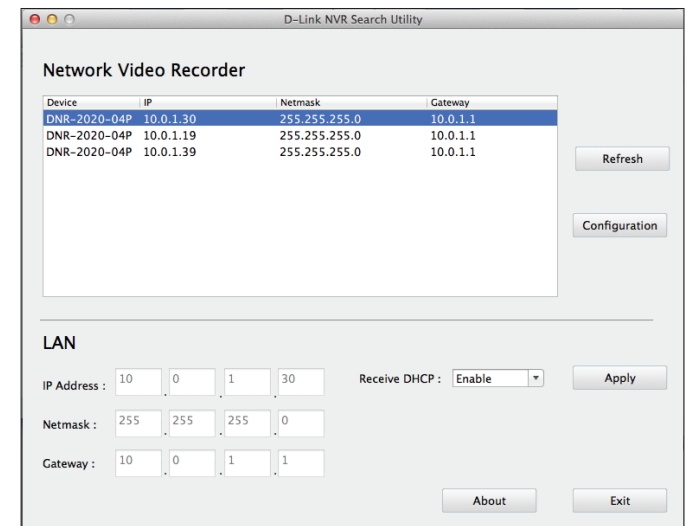 D-Link NVR Search Utility
Network Video Recorder
Device IP Netmask Gateway
DNR-2020-04P 10.0.1.30 255.255.255.0 10.0.1.1
DNR-2020-04P 10.0.1.19 255.255.255.0 10.0.1.1
DNR-2020-04P 10.0.1.39 255.255.255.0 10.0.1.1
Refresh
Configuration
LAN
IP Address : 10 . 0 . 1 . 30 Receive DHCP : Enable Apply
Netmask : 255 . 255 . 255 . 0
Gateway : 10 . 0 . 1 . 1
About Exit